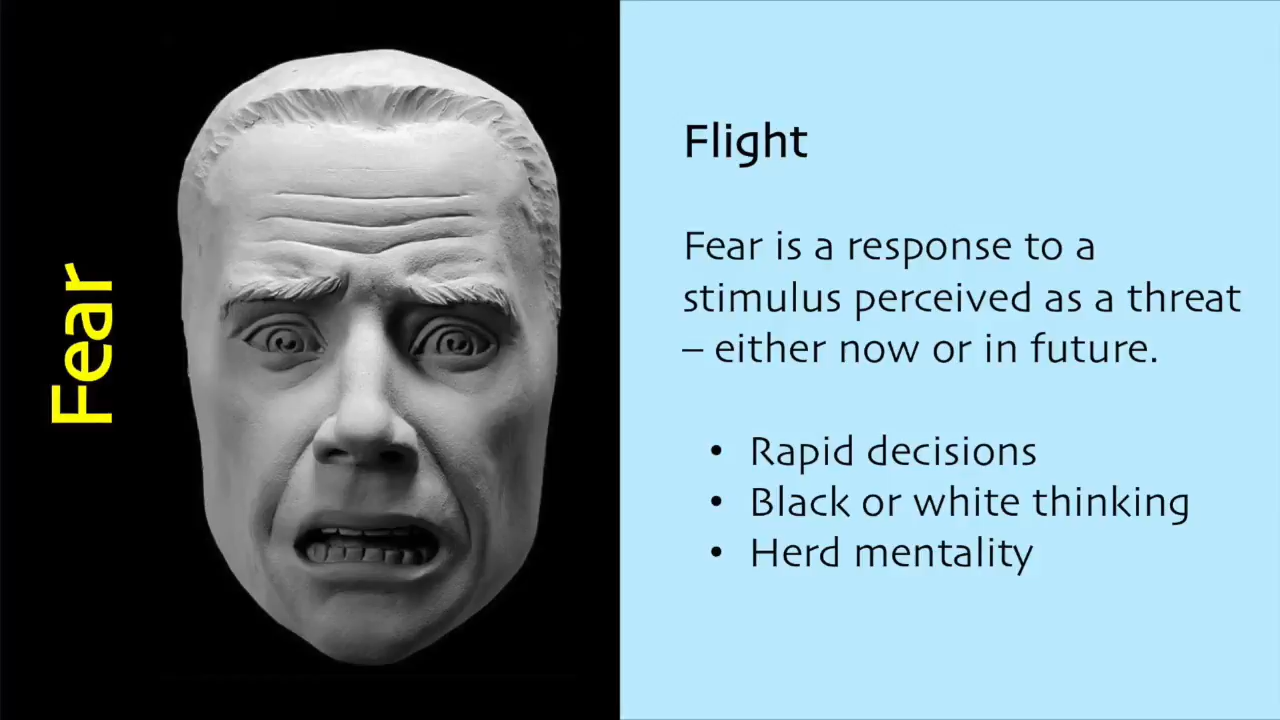 Fear
Flight
Fear is a response to a
stimulus perceived as a threat
– either now or in future.
• Rapid decisions
• Black or white thinking
• Herd mentality